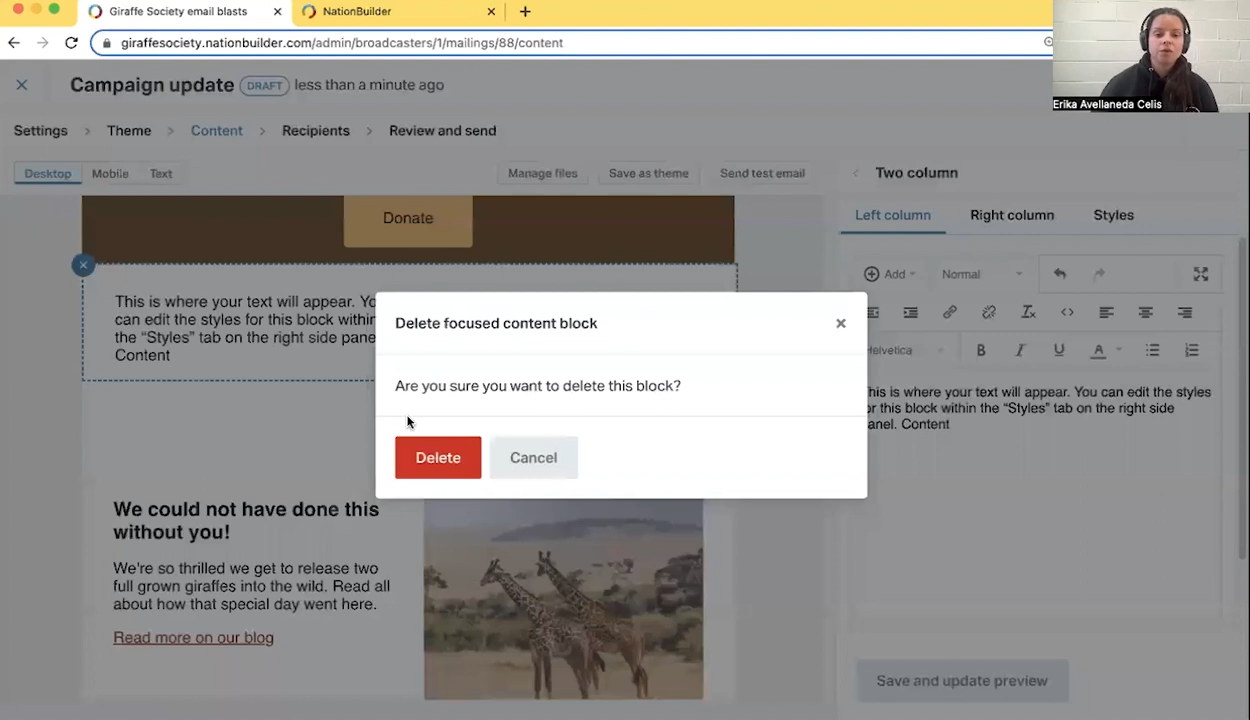 Giraffe Society email blasts
NationBuilder
giraffesociety.nationbuilder.com/admin/broadcasters/1/mailings/88/content
Erika Avellaneda Celis
Campaign update DRAFT less than a minute ago
Settings > Theme > Content > Recipients > Review and send
Desktop Mobile Text Manage files Save as theme Send test email
Two column
Left column Right column Styles
Donate
Add Normal
Helvetica B I U A
This is where your text will appear. Yo
can edit the styles for this block within
the “Styles” tab on the right side pane
Content
Delete focused content block
Are you sure you want to delete this block?
Delete Cancel
This is where your text will appear. You can edit the styles
or this block within the “Styles” tab on the right side
anel. Content
We could not have done this
without you!
We're so thrilled we get to release two
full grown giraffes into the wild. Read all
about how that special day went here.
Read more on our blog
Save and update preview